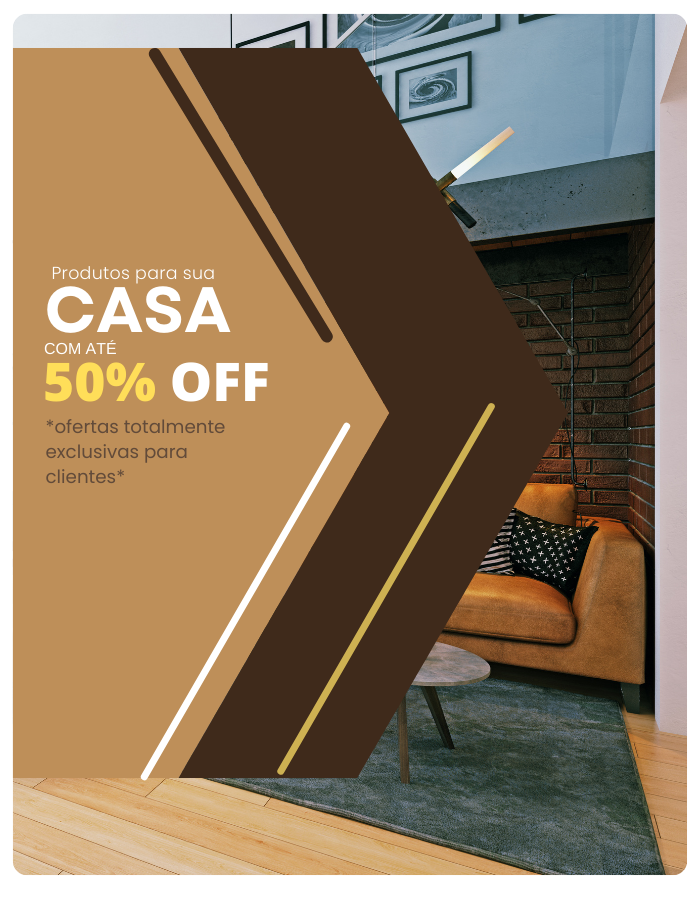 Produtos para sua
CASA
COM ATÉ
50% OFF
*ofertas totalmente
exclusivas para
clientes*